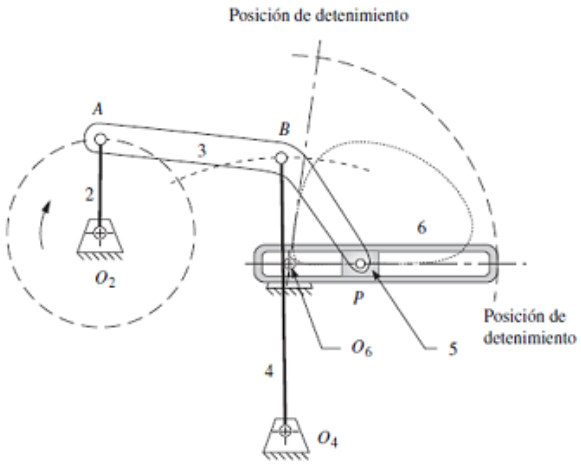 Posición de detenimiento
A
B
3
2
6
O2
P
Posición de
detenimiento
O6
5
4
O4